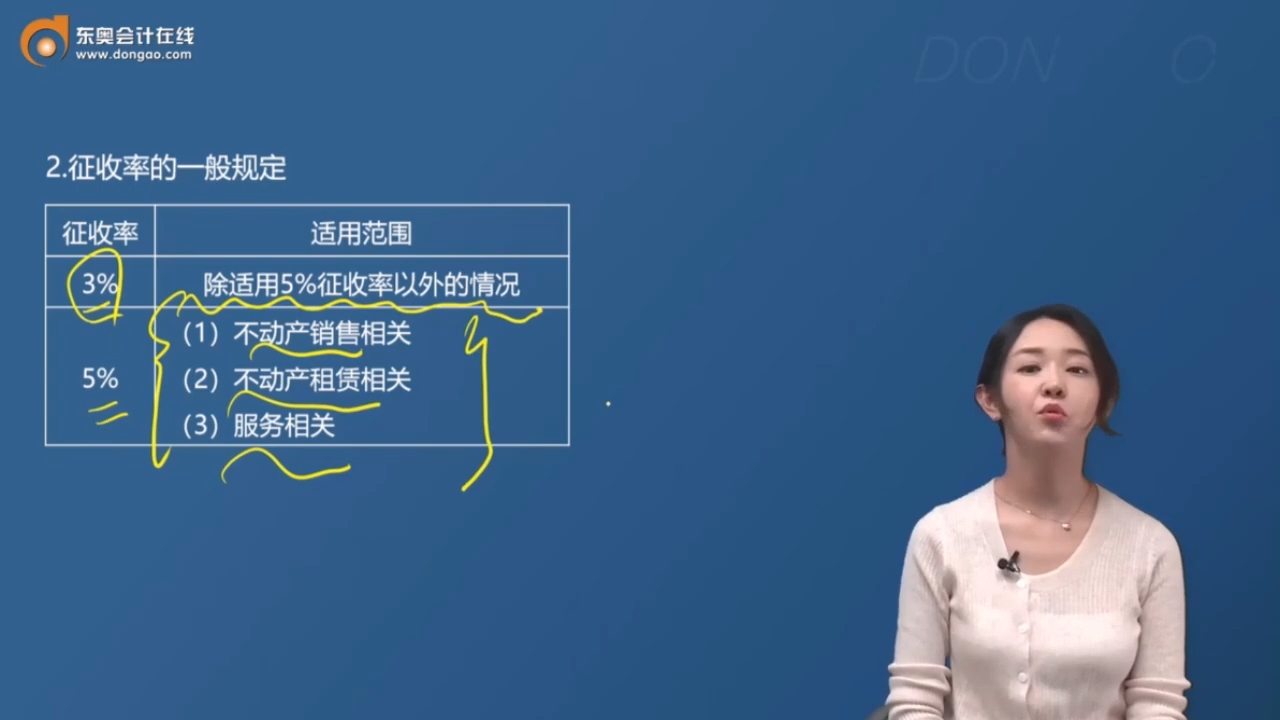 东奥会计在线
www.dongao.com
DON O
2.征收率的一般规定
征收率 适用范围
3% 除适用5%征收率以外的情况
5%
(1) 不动产销售相关
(2) 不动产租赁相关
(3) 服务相关